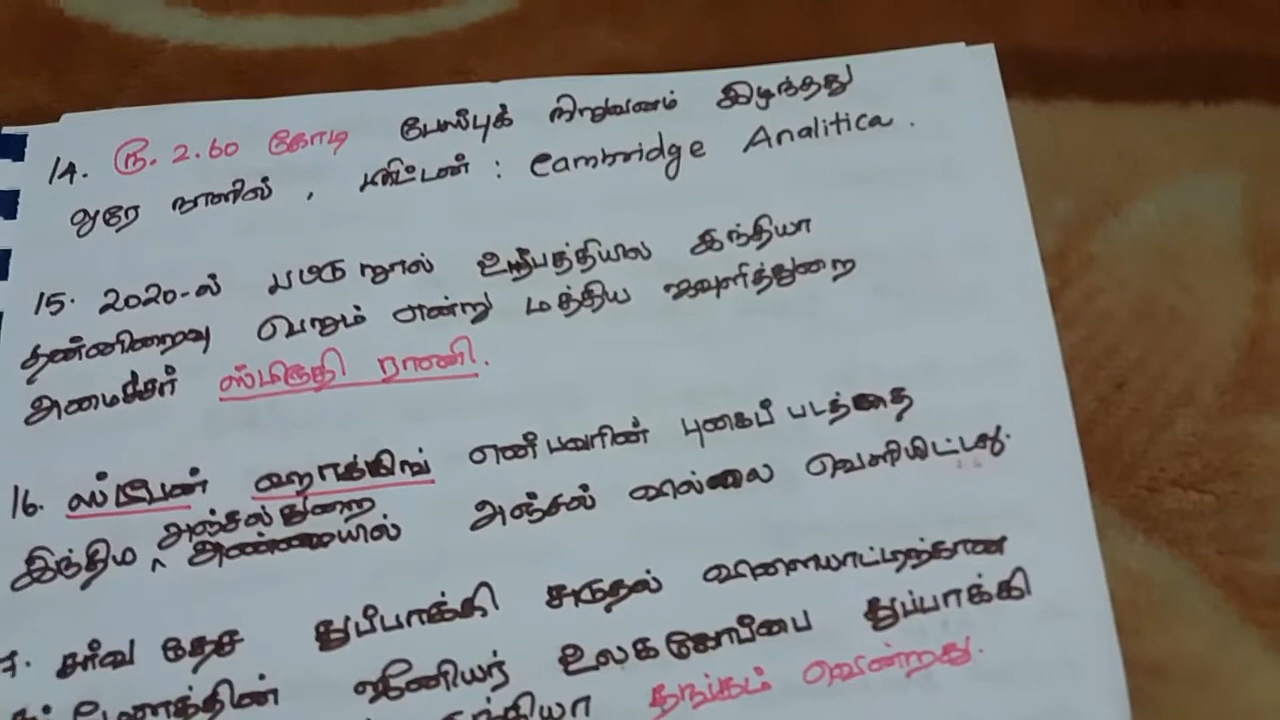 14. ரூ. 2.60 கோடி பேஸ்புக் நிறுவனம் இழந்தது
ஒரே நாளில், பிரிட்டன் : Cambridge Analitica.
15. 2020-ல் பட்டு நூல் உற்பத்தியில் இந்தியா
தன்னிறைவு பெறும் என்று மத்திய ஜவுளித்துறை
அமைச்சர் ஸ்மிருதி ராணி.
16. ஸ்டீபன் ஹாக்கிங் என்பவரின் புகைப்படத்தை
அஞ்சல்துறை
இந்திய ^ அண்மையில் அஞ்சல் வில்லை வெளியிட்டது.
7. சர்வ தேச துப்பாக்கி சுடுதல் விளையாட்டிற்கான
ஜூனியர் உலககோப்பை துப்பாக்கி
தங்கம் வென்றது.